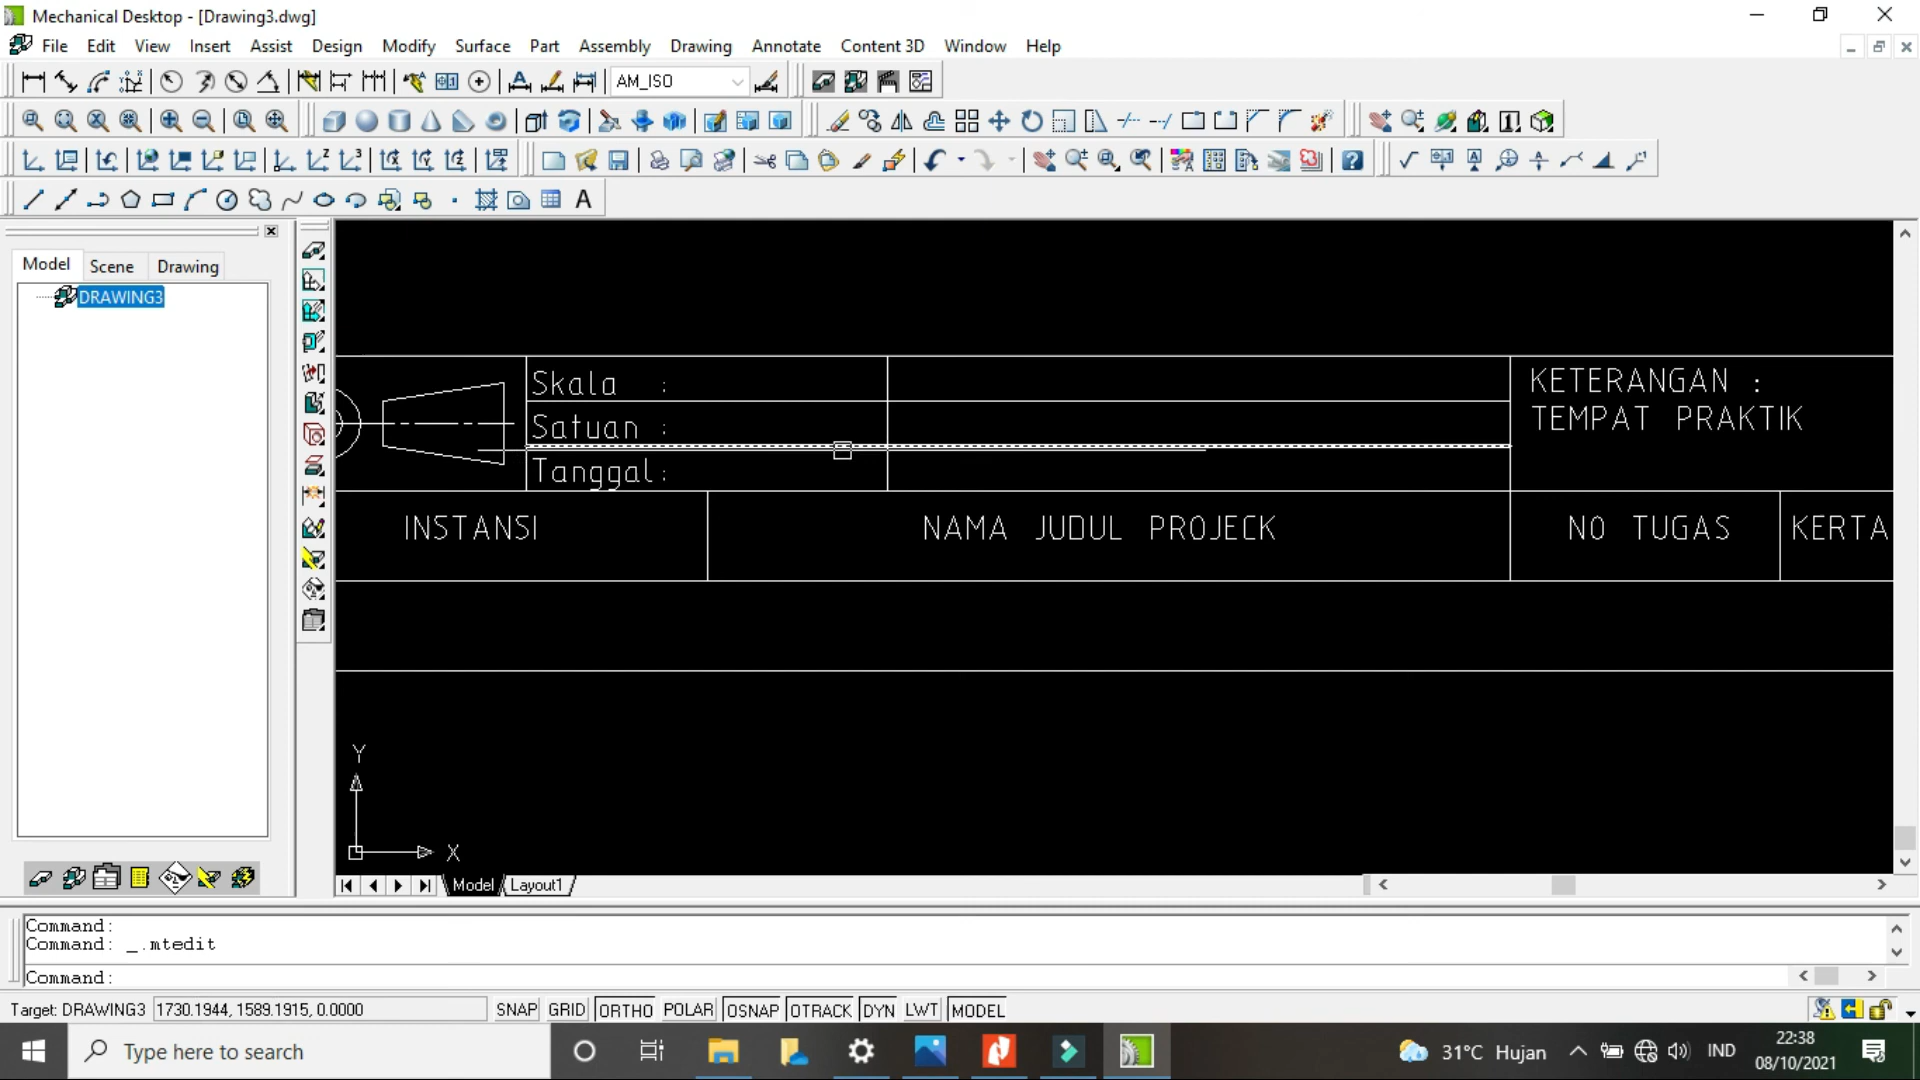 Mechanical Desktop - [Drawing3.dwg]
File Edit View Insert Assist Design Modify Surface Part Assembly Drawing Annotate Content 3D Window Help
AM_ISO
Model Scene Drawing
DRAWING3
Skala :
Satuan :
Tanggal:
KETERANGAN :
TEMPAT PRAKTIK
INSTANSI
NAMA JUDUL PROJECK
NO TUGAS
KERTA
Y
X
Model Layout1
Command:
Command: _.mtedit
Command:
Target: DRAWING3 1730.1944, 1589.1915, 0.0000 SNAP GRID ORTHO POLAR OSNAP OTRACK DYN LWT MODEL
Type here to search
31°C Hujan
IND
22:38
08/10/2021